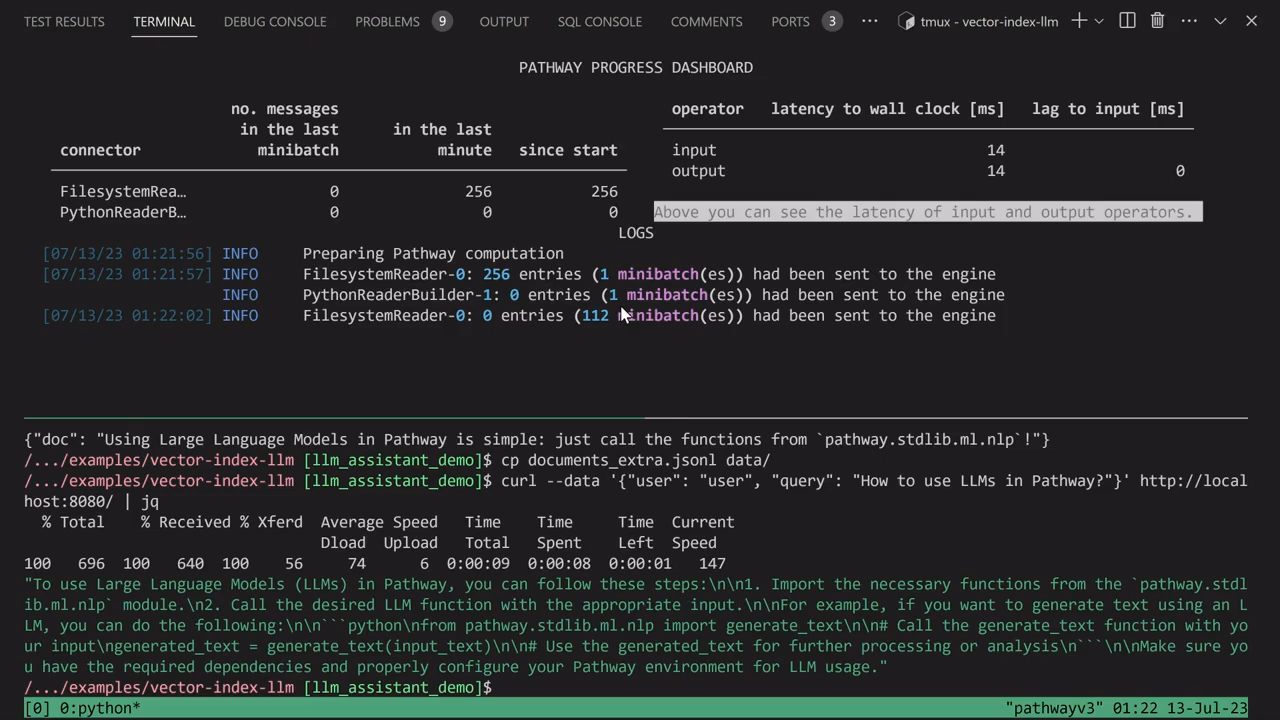 TEST RESULTS TERMINAL DEBUG CONSOLE PROBLEMS 9 OUTPUT SQL CONSOLE COMMENTS PORTS 3 ··· tmux - vector-index-llm
PATHWAY PROGRESS DASHBOARD
no. messages
in the last in the last
connector minibatch minute since start
FilesystemRea… 0 256 256
PythonReaderB… 0 0 0
operator latency to wall clock [ms] lag to input [ms]
input 14
output 14 0
Above you can see the latency of input and output operators.
LOGS
[07/13/23 01:21:56] INFO Preparing Pathway computation
[07/13/23 01:21:57] INFO FilesystemReader-0: 256 entries (1 minibatch(es)) had been sent to the engine
INFO PythonReaderBuilder-1: 0 entries (1 minibatch(es)) had been sent to the engine
[07/13/23 01:22:02] INFO FilesystemReader-0: 0 entries (112 minibatch(es)) had been sent to the engine
{"doc": "Using Large Language Models in Pathway is simple: just call the functions from `pathway.stdlib.ml.nlp`!"}
/.../examples/vector-index-llm [llm_assistant_demo]$ cp documents_extra.jsonl data/
/.../examples/vector-index-llm [llm_assistant_demo]$ curl --data '{"user": "user", "query": "How to use LLMs in Pathway?"}' http://local
host:8080/ | jq
% Total % Received % Xferd Average Speed Time Time Time Current
Dload Upload Total Spent Left Speed
100 696 100 640 100 56 74 6 0:00:09 0:00:08 0:00:01 147
"To use Large Language Models (LLMs) in Pathway, you can follow these steps:\n\n1. Import the necessary functions from the `pathway.stdl
ib.ml.nlp` module.\n2. Call the desired LLM function with the appropriate input.\n\nFor example, if you want to generate text using an L
LM, you can do the following:\n\n```python\nfrom pathway.stdlib.ml.nlp import generate_text\n\n# Call the generate_text function with yo
ur input\ngenerated_text = generate_text(input_text)\n\n# Use the generated_text for further processing or analysis\n```\n\nMake sure yo
u have the required dependencies and properly configure your Pathway environment for LLM usage."
/.../examples/vector-index-llm [llm_assistant_demo]$
[0] 0:python* "pathwayv3" 01:22 13-Jul-23